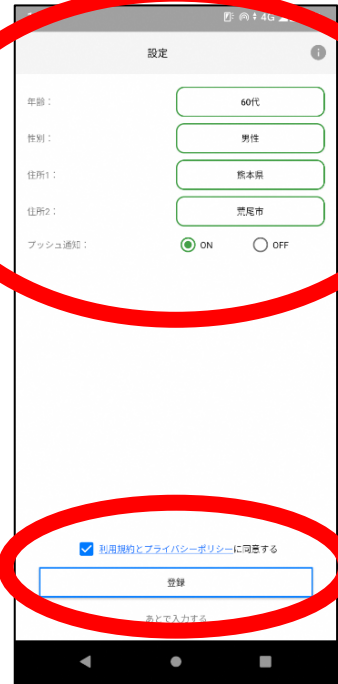 4G
設定
年齢： 60代
性別： 男性
住所1： 熊本県
住所2： 荒尾市
プッシュ通知： ON OFF
利用規約とプライバシーポリシーに同意する
登録
あとで入力する